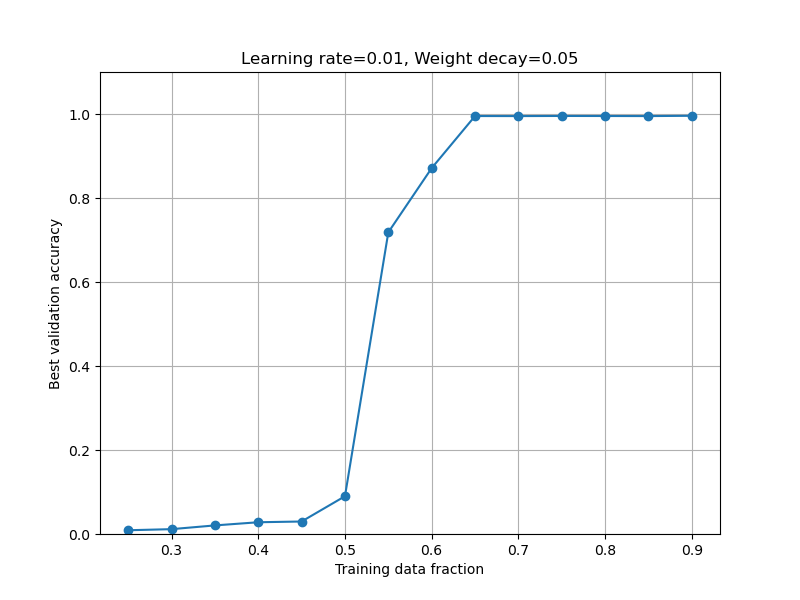 Learning rate=0.01, Weight decay=0.05
Best validation accuracy
1.0
0.8
0.6
0.4
0.2
0.0
0.3 0.4 0.5 0.6 0.7 0.8 0.9
Training data fraction